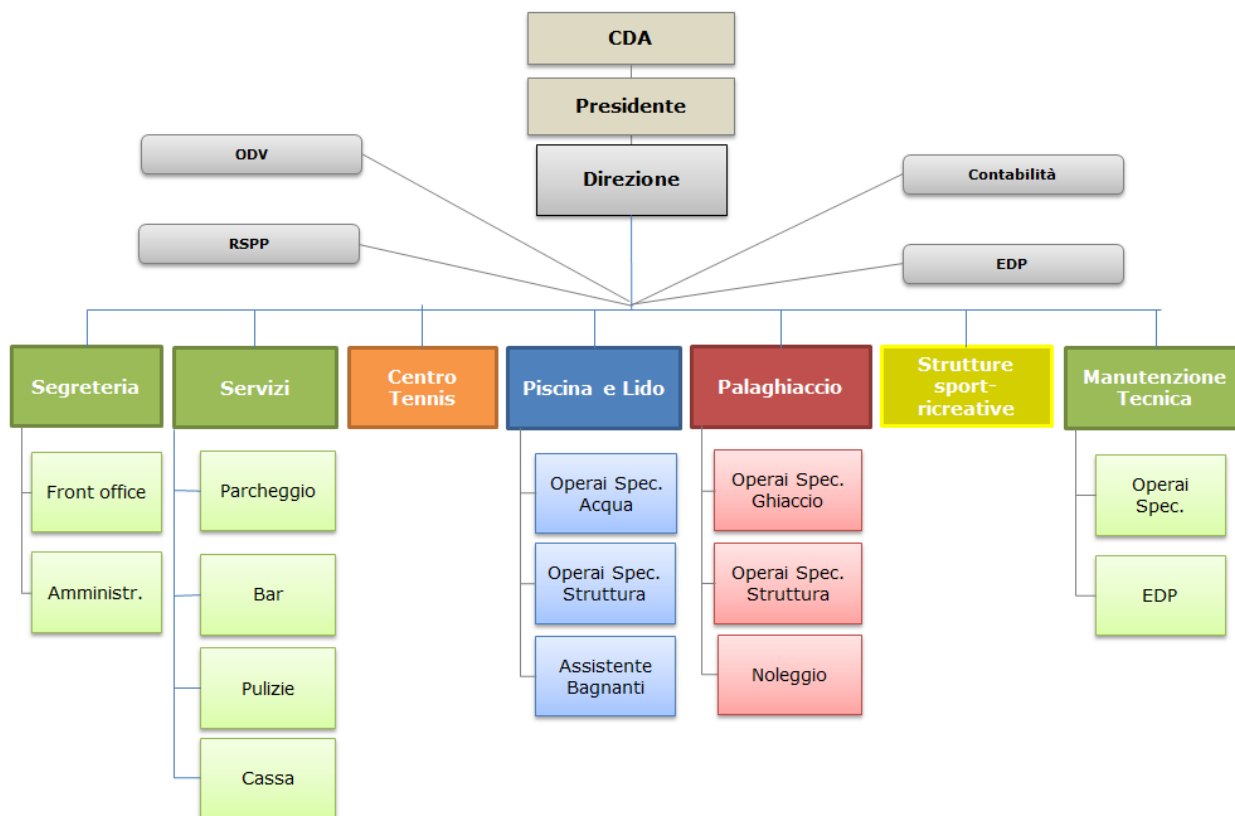 CDA
Presidente
Direzione
ODV
Contabilità
RSPP
EDP
Segreteria
Servizi
Centro
Tennis
Piscina e Lido
Palaghiaccio
Strutture
sport-
ricreative
Manutenzione
Tecnica
Front office
Amministr.
Parcheggio
Bar
Pulizie
Cassa
Operai Spec.
Acqua
Operai Spec.
Struttura
Assistente
Bagnanti
Operai Spec.
Ghiaccio
Operai Spec.
Struttura
Noleggio
Operai
Spec.
EDP